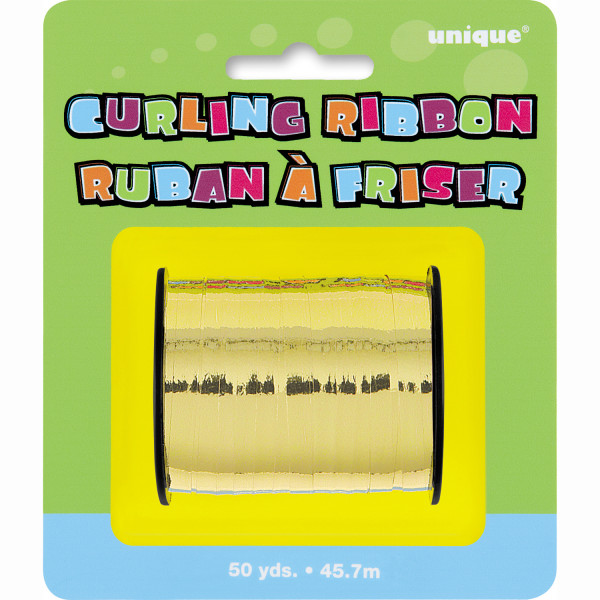 unique®
CURLING RIBBON
RUBAN À FRISER
50 yds. • 45.7m